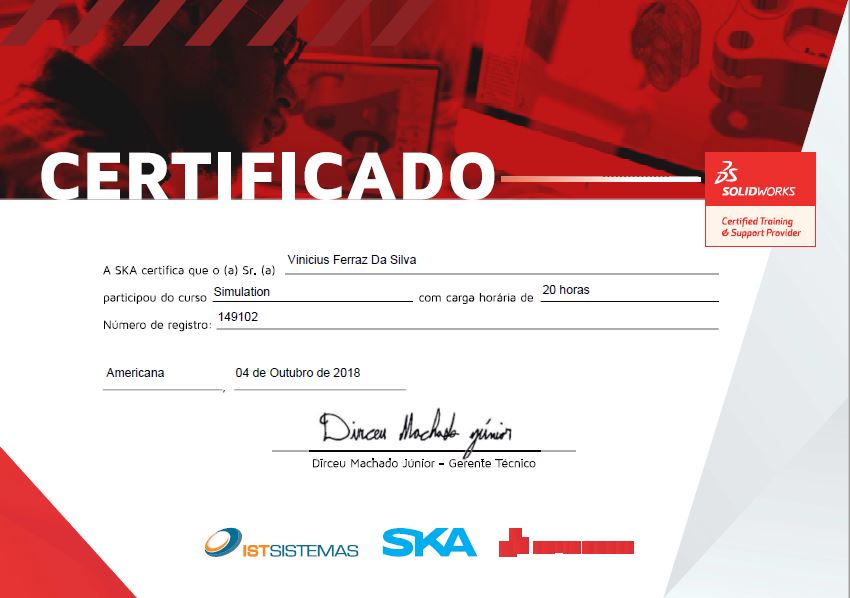 CERTIFICADO
SOLIDWORKS
Certified Training
& Support Provider
A SKA certifica que o (a) Sr. (a) Vinicius Ferraz Da Silva
participou do curso Simulation com carga horária de 20 horas
Número de registro: 149102
Americana, 04 de Outubro de 2018
Dirceu Machado júnior
Dirceu Machado Júnior – Gerente Técnico
ISTSISTEMAS SKA